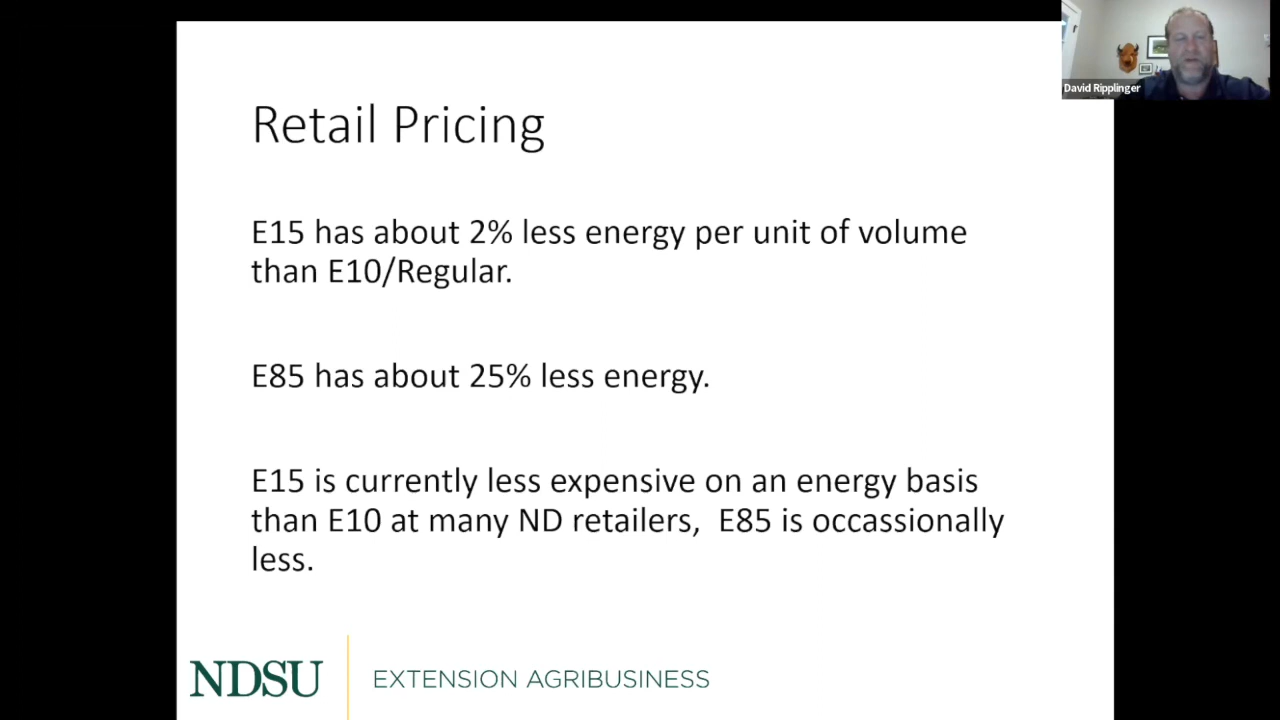 David Ripplinger
Retail Pricing
E15 has about 2% less energy per unit of volume
than E10/Regular.
E85 has about 25% less energy.
E15 is currently less expensive on an energy basis
than E10 at many ND retailers,  E85 is occassionally
less.
NDSU
EXTENSION AGRIBUSINESS